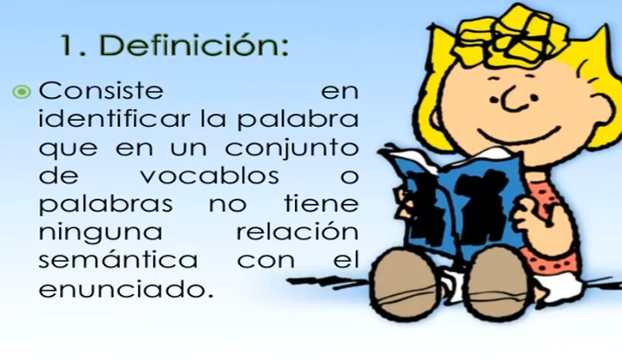 1. Definición:
Consiste en
identificar la palabra
que en un conjunto
de vocablos o
palabras no tiene
ninguna relación
semántica con el
enunciado.